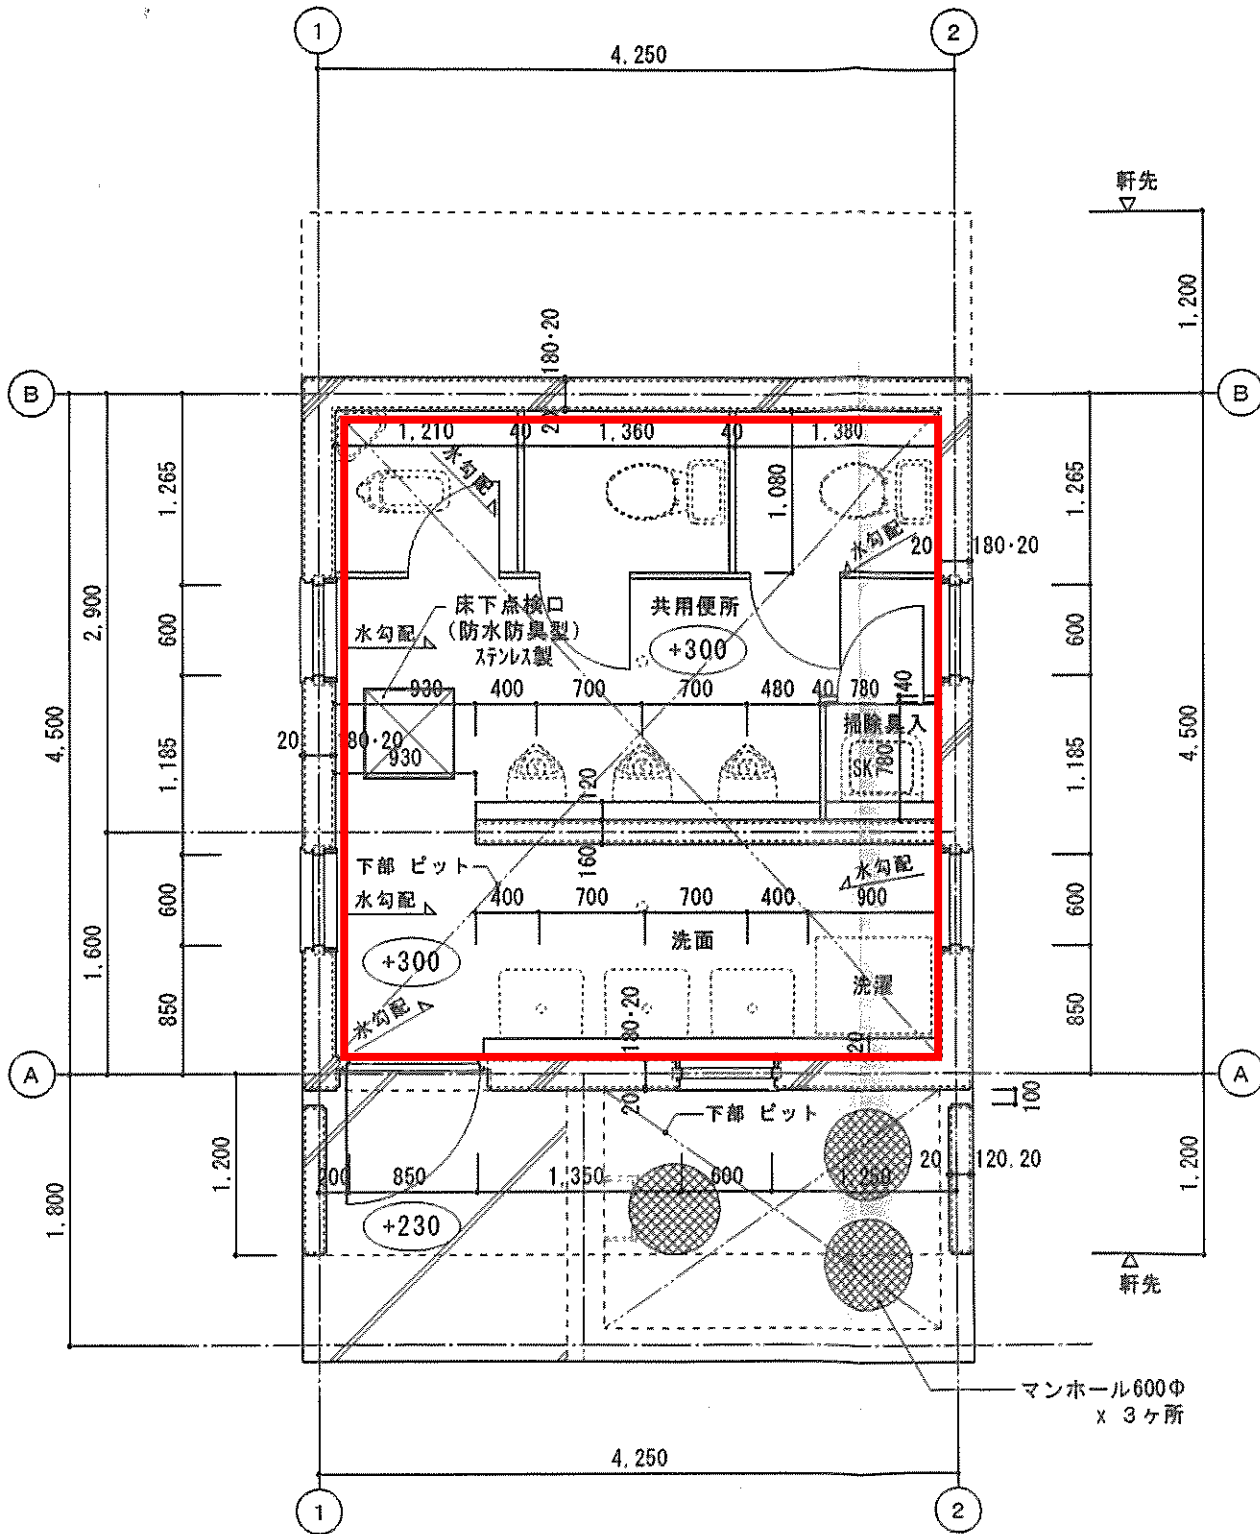 1
2
4,250
軒先
1,200
180・20
B
B
1,210
40
1,360
40
1,380
水勾配
1,265
1,265
1,080
水勾配
20
180・20
床下点検口
(防水防臭型)
ステンレス製
共用便所
+300
水勾配
2,900
600
600
930
400
700
700
480
40
780
40
掃除具入
4,500
4,500
20
180・20
930
1,185
1,185
SK
780
120
160
下部 ピット
水勾配
水勾配
400
700
700
400
900
600
600
1,600
洗面
+300
洗濯
水勾配
850
850
180・20
20
A
A
20
下部 ピット
100
1,200
200
850
1,350
600
1,250
20
120,20
1,200
1,800
+230
軒先
マンホール600Φ
x 3ヶ所
4,250
1
2